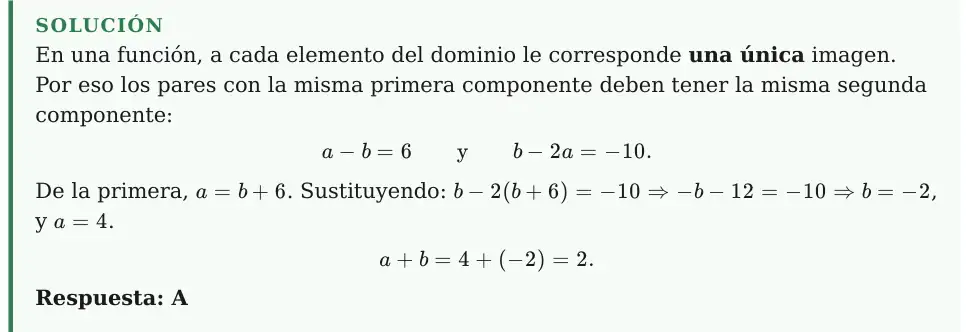 SOLUCIÓN
En una función, a cada elemento del dominio le corresponde una única imagen.
Por eso los pares con la misma primera componente deben tener la misma segunda
componente:
a − b = 6 y b − 2a = −10.
De la primera, a = b + 6. Sustituyendo: b − 2(b + 6) = −10 ⇒ −b − 12 = −10 ⇒ b = −2,
y a = 4.
a + b = 4 + (−2) = 2.
Respuesta: A